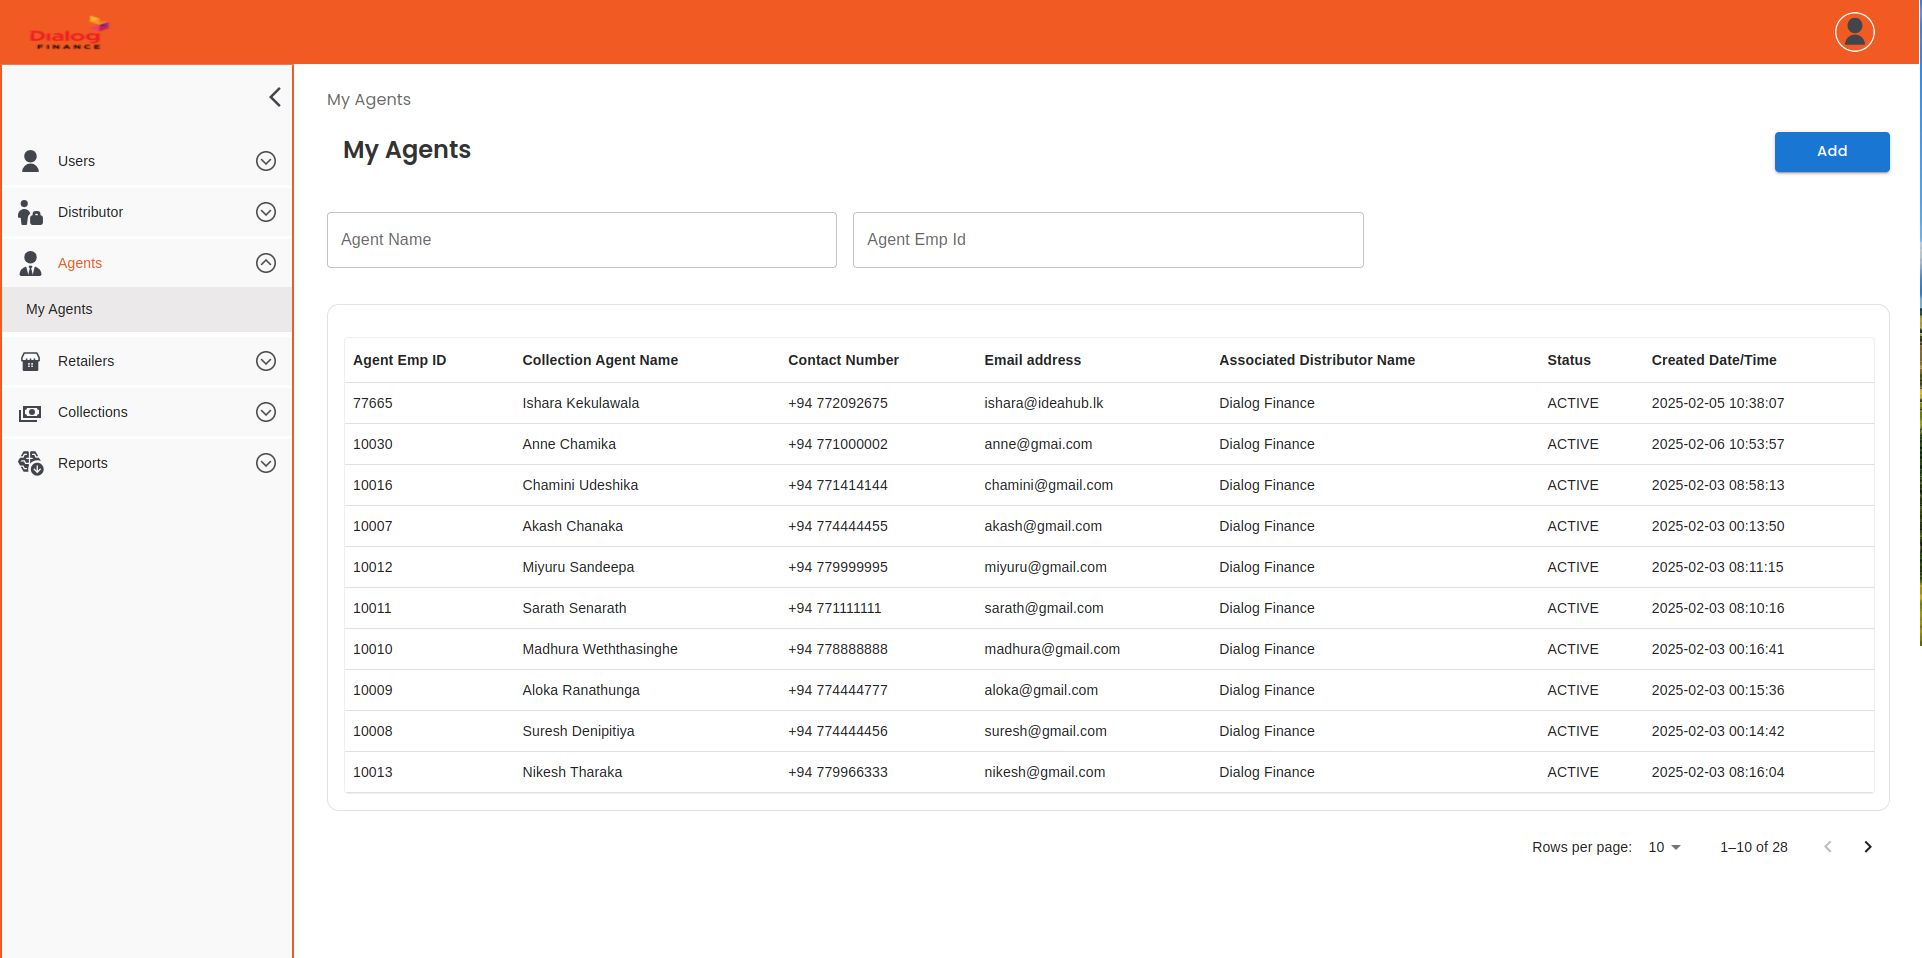 Dialog
FINANCE
My Agents
My Agents
Add
Users
Distributor
Agents
My Agents
Retailers
Collections
Reports
Agent Name
Agent Emp Id
Agent Emp ID Collection Agent Name Contact Number Email address Associated Distributor Name Status Created Date/Time
77665 Ishara Kekulawala +94 772092675 ishara@ideahub.lk Dialog Finance ACTIVE 2025-02-05 10:38:07
10030 Anne Chamika +94 771000002 anne@gmai.com Dialog Finance ACTIVE 2025-02-06 10:53:57
10016 Chamini Udeshika +94 771414144 chamini@gmail.com Dialog Finance ACTIVE 2025-02-03 08:58:13
10007 Akash Chanaka +94 774444455 akash@gmail.com Dialog Finance ACTIVE 2025-02-03 00:13:50
10012 Miyuru Sandeepa +94 779999995 miyuru@gmail.com Dialog Finance ACTIVE 2025-02-03 08:11:15
10011 Sarath Senarath +94 771111111 sarath@gmail.com Dialog Finance ACTIVE 2025-02-03 08:10:16
10010 Madhura Weththasinghe +94 778888888 madhura@gmail.com Dialog Finance ACTIVE 2025-02-03 00:16:41
10009 Aloka Ranathunga +94 774444777 aloka@gmail.com Dialog Finance ACTIVE 2025-02-03 00:15:36
10008 Suresh Denipitiya +94 774444456 suresh@gmail.com Dialog Finance ACTIVE 2025-02-03 00:14:42
10013 Nikesh Tharaka +94 779966333 nikesh@gmail.com Dialog Finance ACTIVE 2025-02-03 08:16:04
Rows per page: 10 1–10 of 28